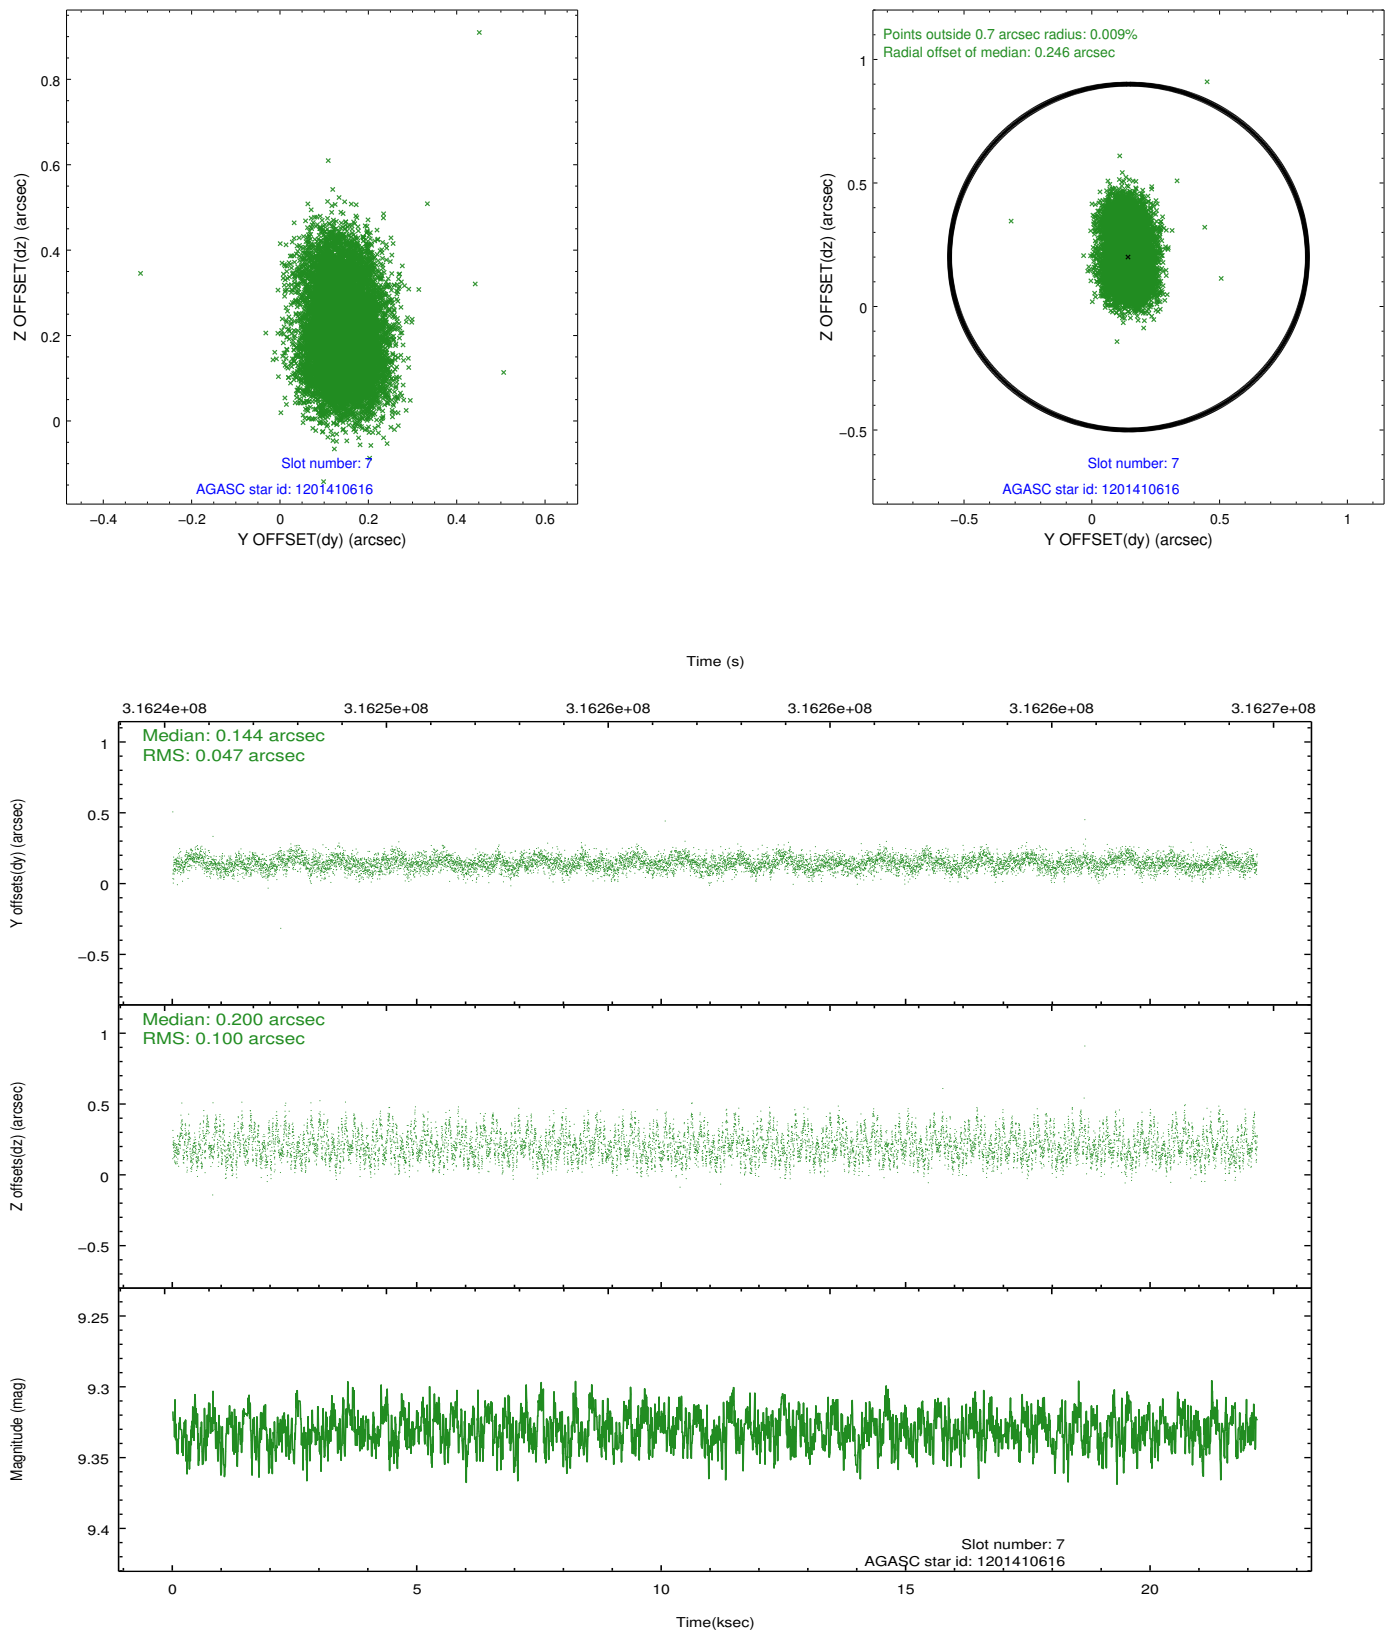 0.8
0.6
0.4
0.2
0
−0.4
−0.2
0
0.2
0.4
0.6
Z OFFSET(dz) (arcsec)
Y OFFSET(dy) (arcsec)
Slot number: 7
AGASC star id: 1201410616
Points outside 0.7 arcsec radius: 0.009%
Radial offset of median: 0.246 arcsec
1
0.5
0
−0.5
−0.5
0
0.5
1
Z OFFSET(dz) (arcsec)
Y OFFSET(dy) (arcsec)
Slot number: 7
AGASC star id: 1201410616
Time (s)
3.1624e+08
3.1625e+08
3.1626e+08
3.1626e+08
3.1626e+08
3.1627e+08
Median: 0.144 arcsec
RMS: 0.047 arcsec
1
0.5
0
−0.5
Y offsets(dy) (arcsec)
Median: 0.200 arcsec
RMS: 0.100 arcsec
1
0.5
0
−0.5
Z offsets(dz) (arcsec)
9.25
9.3
9.35
9.4
Magnitude (mag)
Slot number: 7
AGASC star id: 1201410616
0
5
10
15
20
Time(ksec)